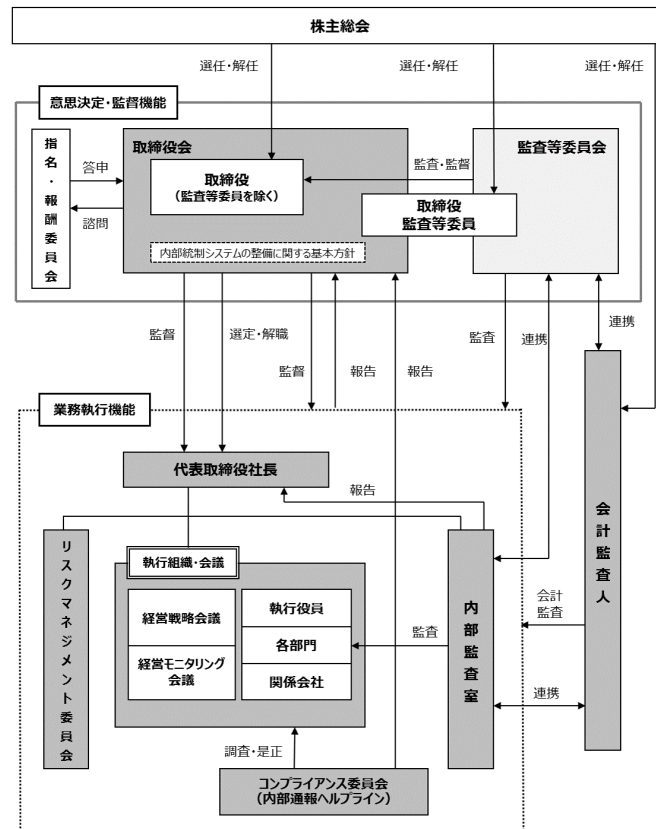 株主総会
選任・解任
選任・解任
選任・解任
意思決定・監督機能
指名・報酬委員会
答申
諮問
取締役会
取締役
（監査等委員を除く）
内部統制システムの整備に関する基本方針
監査・監督
監査等委員会
取締役
監査等委員
監督
選定・解職
監督
報告
報告
監査
連携
連携
業務執行機能
代表取締役社長
報告
リスクマネジメント委員会
執行組織・会議
経営戦略会議
経営モニタリング
会議
執行役員
各部門
関係会社
監査
内部監査室
会計
監査
会計監査人
連携
調査・是正
コンプライアンス委員会
（内部通報ヘルプライン）